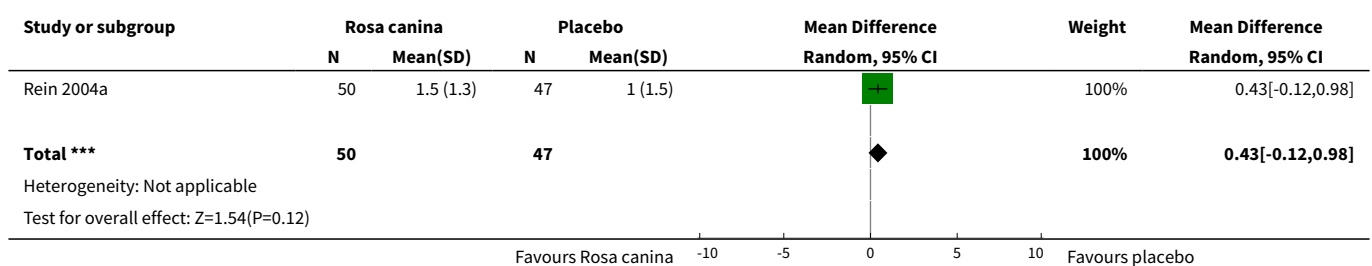 Study or subgroup Rosa canina Placebo Mean Difference Weight Mean Difference
N Mean(SD) N Mean(SD) Random, 95% CI Random, 95% CI
Rein 2004a 50 1.5 (1.3) 47 1 (1.5) 100% 0.43[-0.12,0.98]
Total *** 50 47 100% 0.43[-0.12,0.98]
Heterogeneity: Not applicable
Test for overall effect: Z=1.54(P=0.12)
Favours Rosa canina -10 -5 0 5 10 Favours placebo